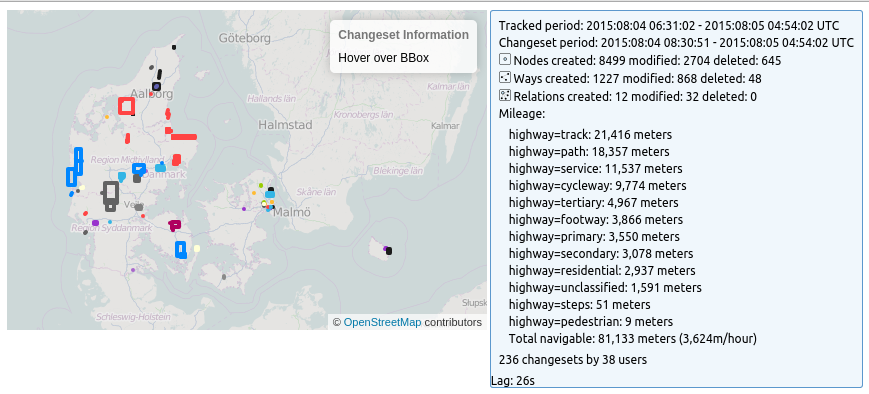 Göteborg
Changeset Information
Hover over BBox
Aalborg
Hallands län
Kalmar län
Kronobergs län
Halmstad
Kalmar
Region Midtjylland
Danmark
Blekinge län
Skåne län
Malmö
Region Syddanmark
Schleswig-Holstein
Słupsk
© OpenStreetMap contributors
Tracked period: 2015:08:04 06:31:02 - 2015:08:05 04:54:02 UTC
Changeset period: 2015:08:04 08:30:51 - 2015:08:05 04:54:02 UTC
Nodes created: 8499 modified: 2704 deleted: 645
Ways created: 1227 modified: 868 deleted: 48
Relations created: 12 modified: 32 deleted: 0
Mileage:
highway=track: 21,416 meters
highway=path: 18,357 meters
highway=service: 11,537 meters
highway=cycleway: 9,774 meters
highway=tertiary: 4,967 meters
highway=footway: 3,866 meters
highway=primary: 3,550 meters
highway=secondary: 3,078 meters
highway=residential: 2,937 meters
highway=unclassified: 1,591 meters
highway=steps: 51 meters
highway=pedestrian: 9 meters
Total navigable: 81,133 meters (3,624m/hour)
236 changesets by 38 users
Lag: 26s